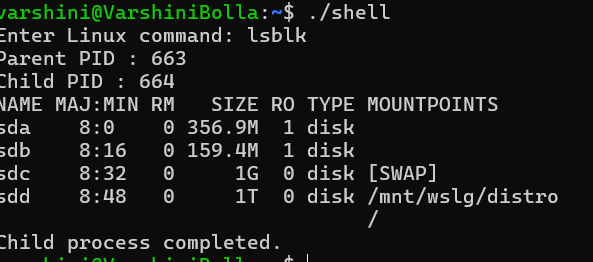 varshini@VarshiniBolla:~$ ./shell
Enter Linux command: lsblk
Parent PID : 663
Child PID : 664
NAME MAJ:MIN RM   SIZE RO TYPE MOUNTPOINTS
sda    8:0    0 356.9M  1 disk
sdb    8:16   0 159.4M  1 disk
sdc    8:32   0     1G  0 disk [SWAP]
sdd    8:48   0     1T  0 disk /mnt/wslg/distro
                               /
Child process completed.
varshini@VarshiniBolla:~$